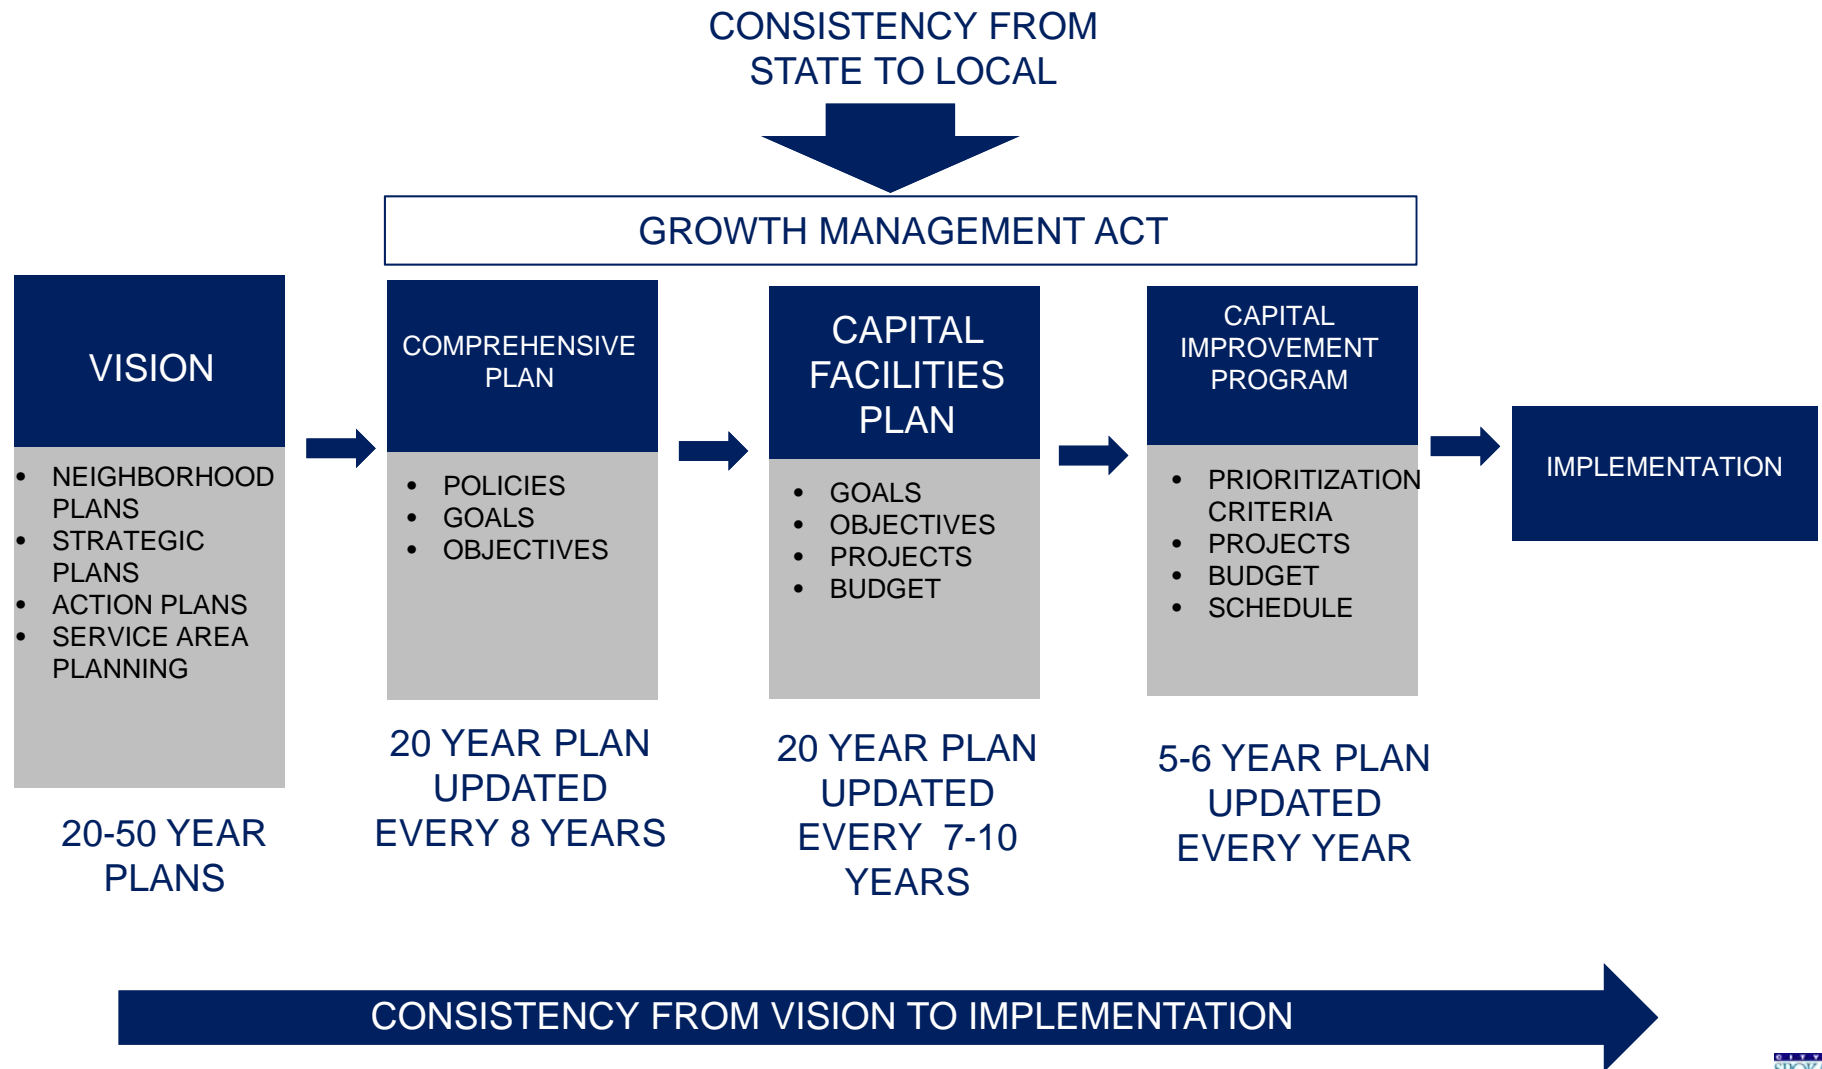 CONSISTENCY FROM
STATE TO LOCAL
GROWTH MANAGEMENT ACT
VISION
• NEIGHBORHOOD
PLANS
• STRATEGIC
PLANS
• ACTION PLANS
• SERVICE AREA
PLANNING
20-50 YEAR
PLANS
COMPREHENSIVE
PLAN
• POLICIES
• GOALS
• OBJECTIVES
20 YEAR PLAN
UPDATED
EVERY 8 YEARS
CAPITAL
FACILITIES
PLAN
• GOALS
• OBJECTIVES
• PROJECTS
• BUDGET
20 YEAR PLAN
UPDATED
EVERY 7-10
YEARS
CAPITAL
IMPROVEMENT
PROGRAM
• PRIORITIZATION
CRITERIA
• PROJECTS
• BUDGET
• SCHEDULE
5-6 YEAR PLAN
UPDATED
EVERY YEAR
IMPLEMENTATION
CONSISTENCY FROM VISION TO IMPLEMENTATION